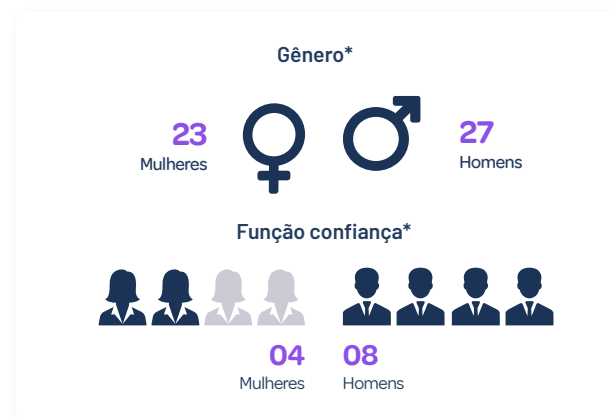 Gênero*
23
Mulheres
27
Homens
Função confiança*
04
Mulheres
08
Homens